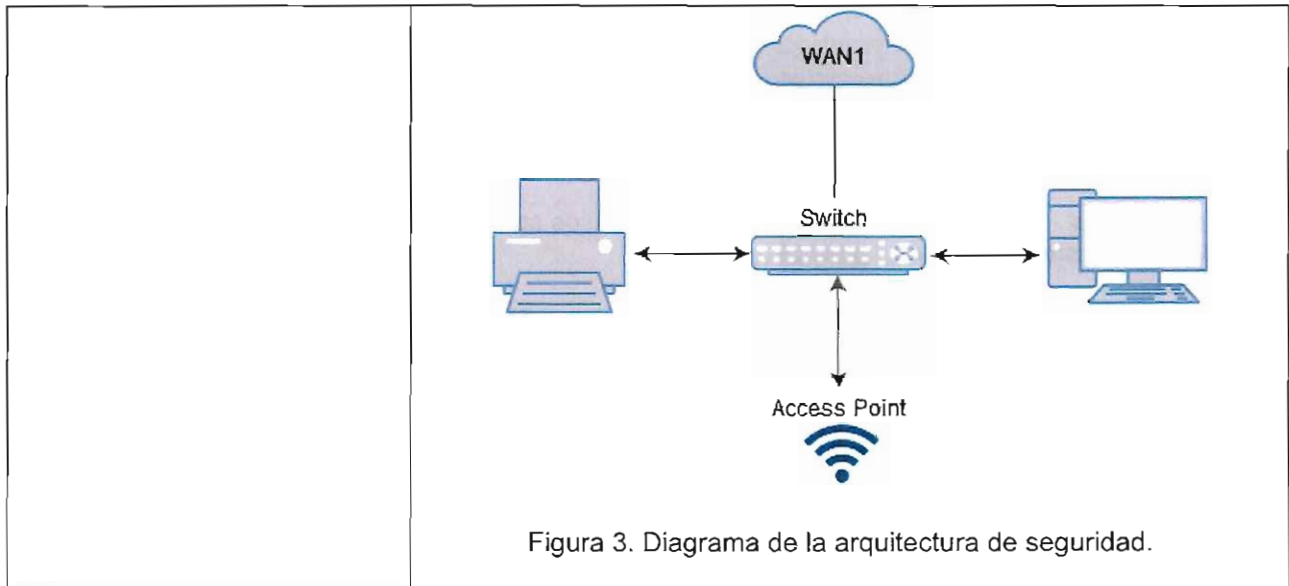 WAN1
Switch
Access Point
Figura 3. Diagrama de la arquitectura de seguridad.